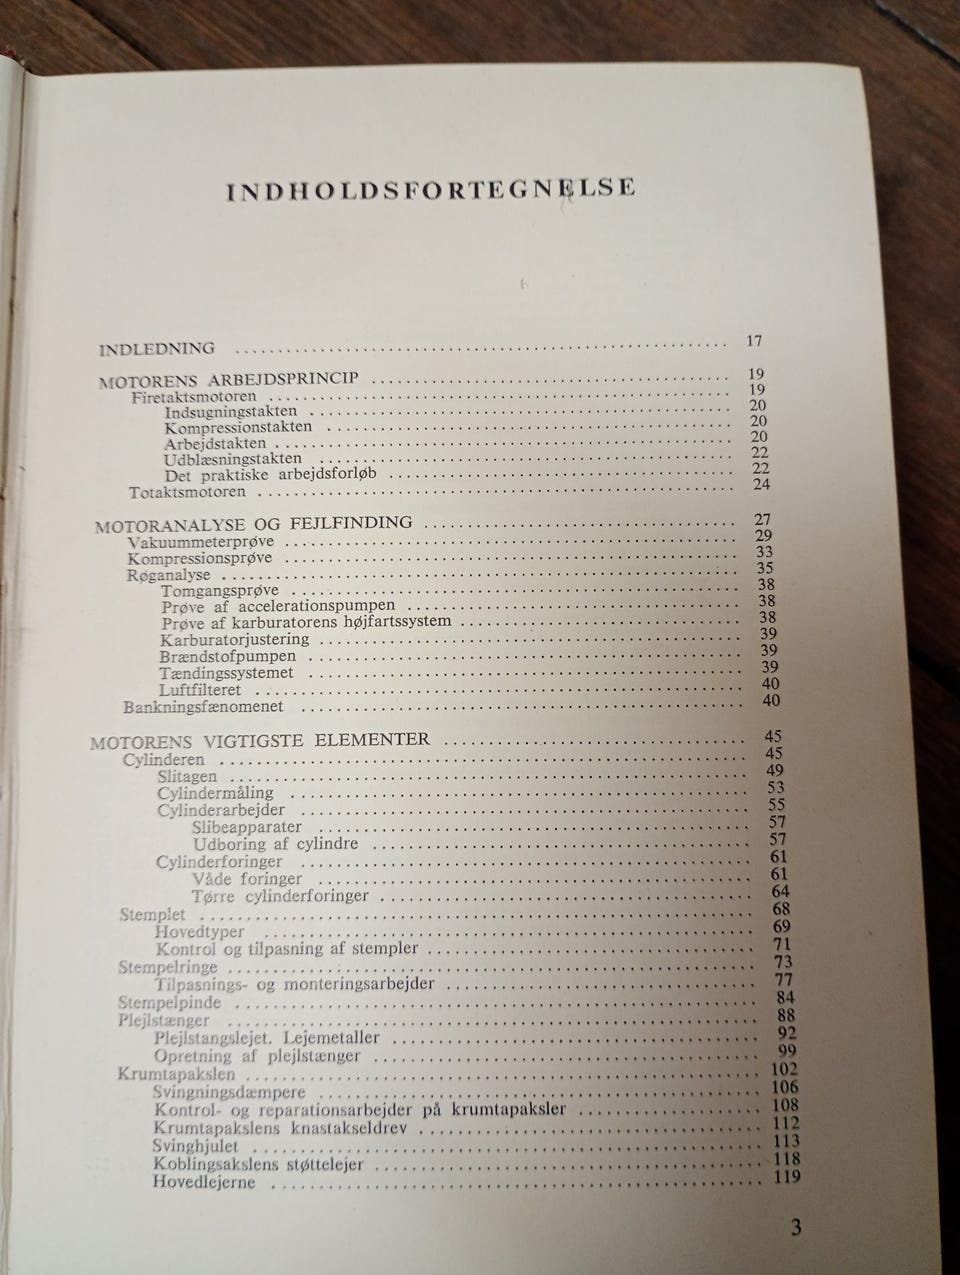 INDHOLDSFORTEGNELSE
INDLEDNING ........ 17
MOTORENS ARBEJDSPRINCIP ........ 19
Firetaktsmotoren ........ 19
Indsugningstakten ........ 20
Kompressionstakten ........ 20
Arbejdstakten ........ 20
Udblæsningstakten ........ 22
Det praktiske arbejdsforløb ........ 22
Totaktsmotoren ........ 24
MOTORANALYSE OG FEJLFINDING ........ 27
Vakuummeterprøve ........ 29
Kompressionsprøve ........ 33
Røganalyse ........ 35
Tomgangsprøve ........ 38
Prøve af accelerationspumpen ........ 38
Prøve af karburatorens højfartssystem ........ 38
Karburatorjustering ........ 39
Brændstofpumpen ........ 39
Tændingssystemet ........ 39
Luftfilteret ........ 40
Bankningsfænomenet ........ 40
MOTORENS VIGTIGSTE ELEMENTER ........ 45
Cylinderen ........ 45
Slitagen ........ 49
Cylindermåling ........ 53
Cylinderarbejder ........ 55
Slibeapparater ........ 57
Udboring af cylindre ........ 57
Cylinderforinger ........ 61
Våde foringer ........ 61
Tørre cylinderforinger ........ 64
Stemplet ........ 68
Hovedtyper ........ 69
Kontrol og tilpasning af stempler ........ 71
Stempelringe ........ 73
Tilpasnings- og monteringsarbejder ........ 77
Stempelpinde ........ 84
Plejlstænger ........ 88
Plejlstangslejet. Lejemetaller ........ 92
Opretning af plejlstænger ........ 99
Krumtapakslen ........ 102
Svingningsdæmpere ........ 106
Kontrol- og reparationsarbejder på krumtapaksler ........ 108
Krumtapakslens knastakseldrev ........ 112
Svinghjulet ........ 113
Koblingsakslens støttelejer ........ 118
Hovedlejerne ........ 119
3